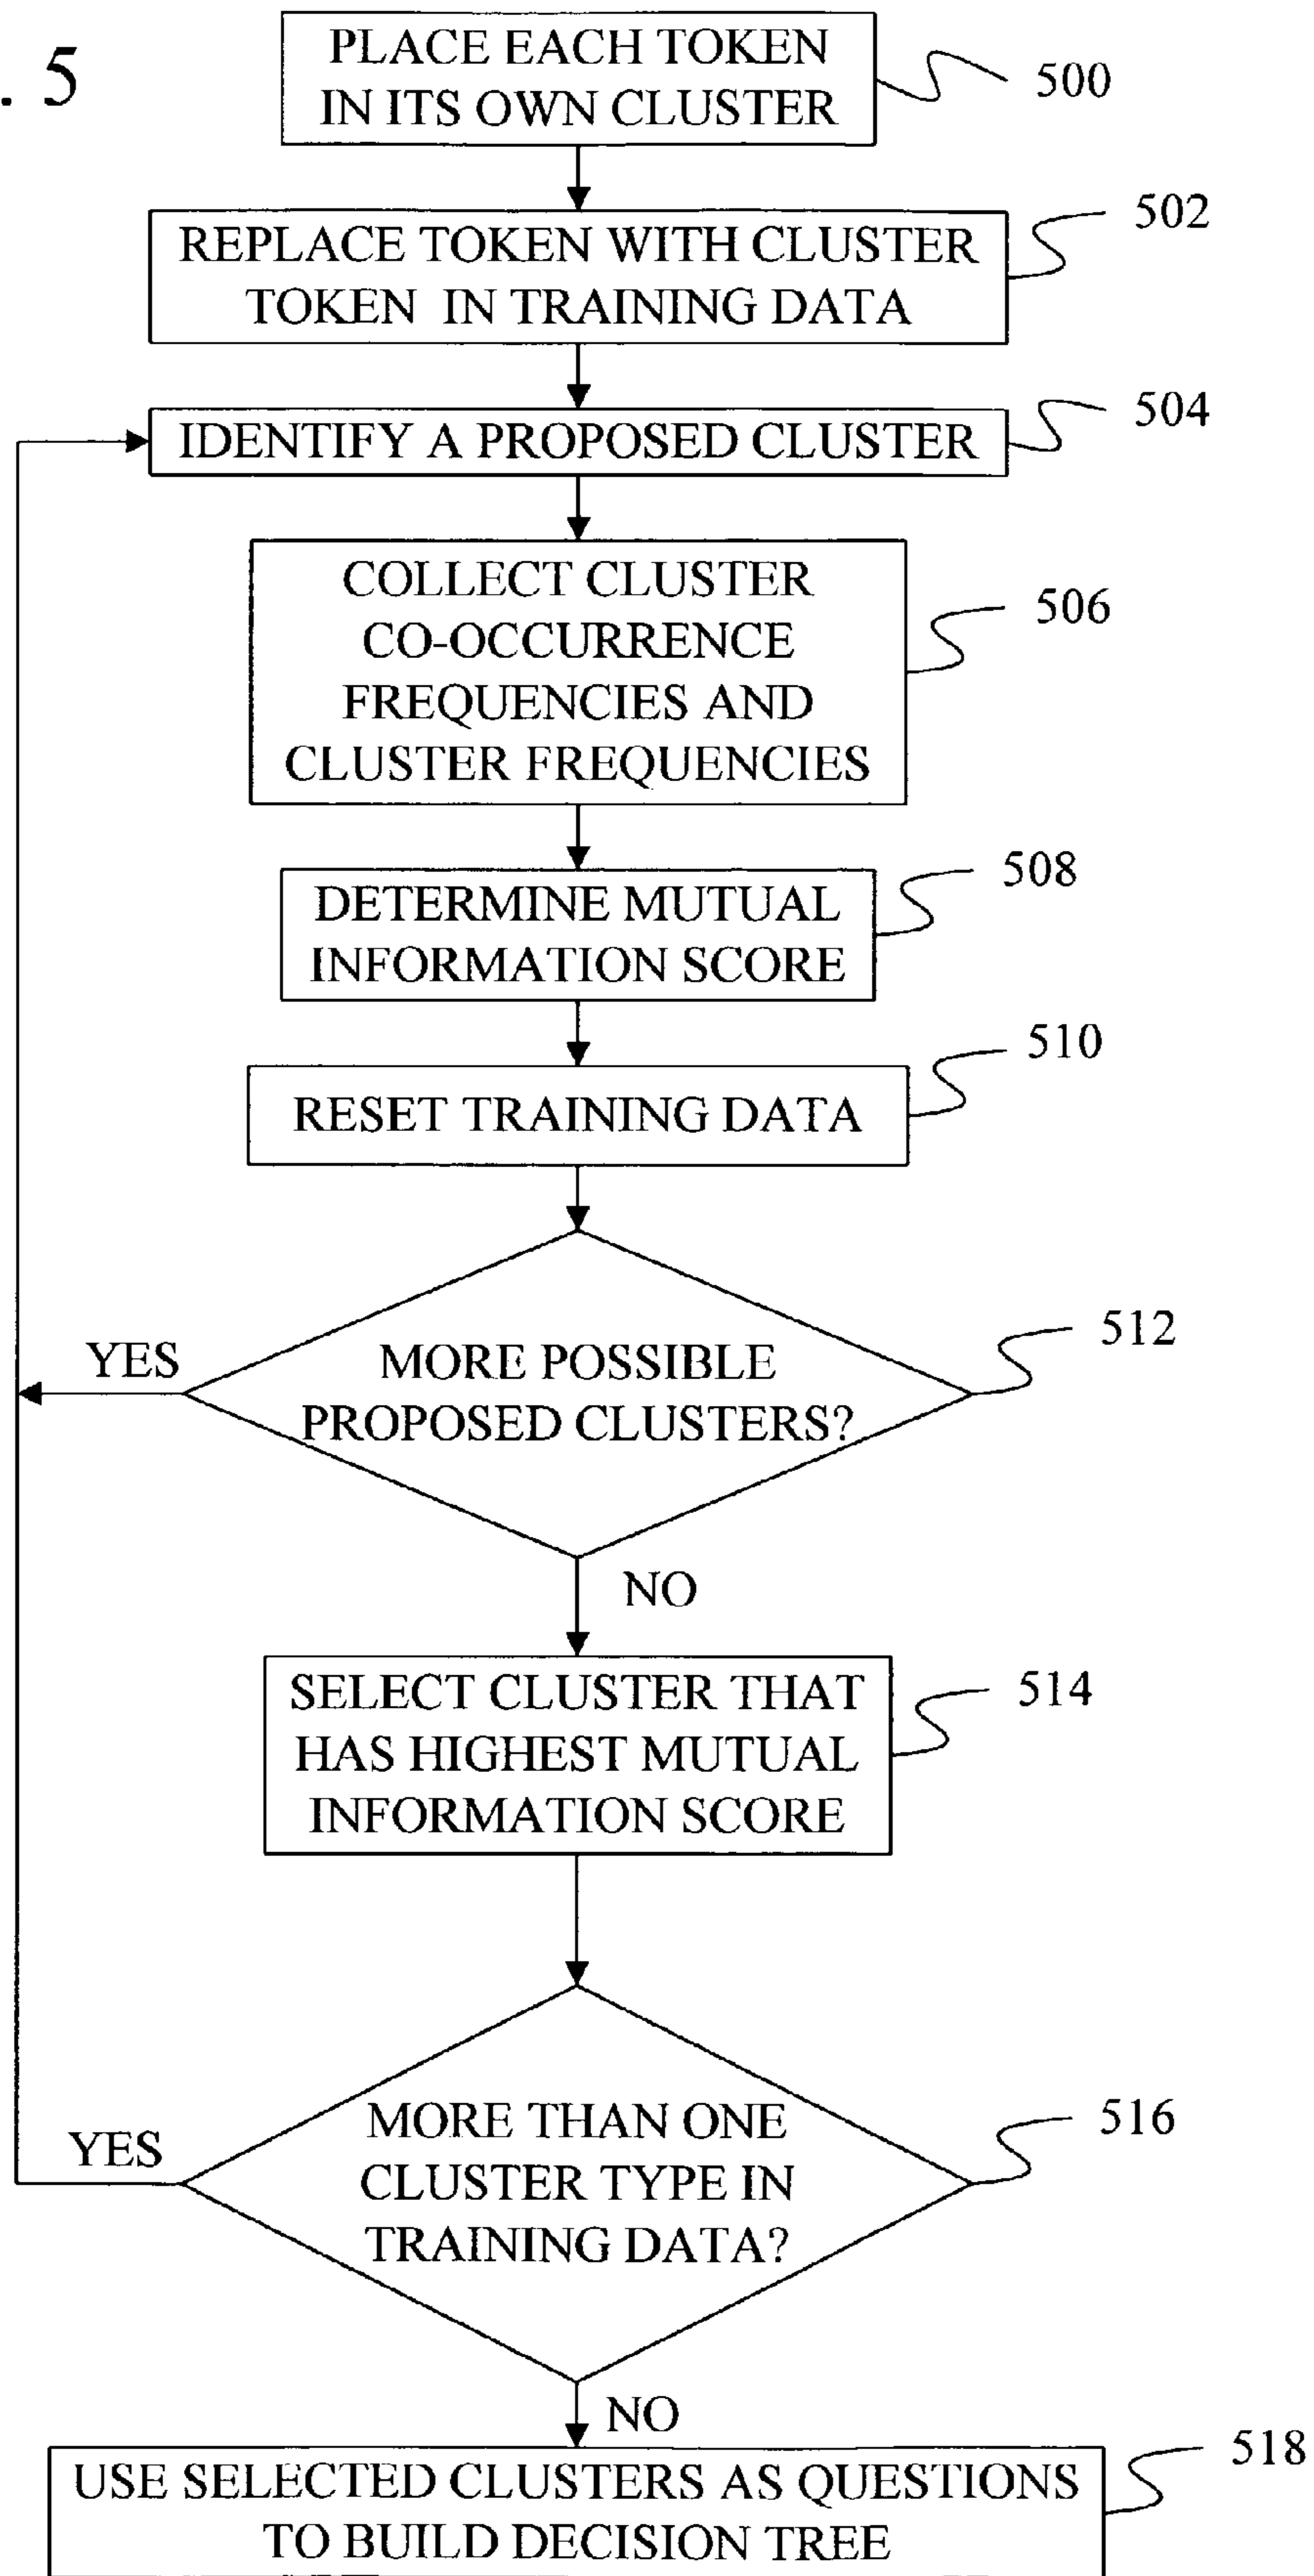 . 5
PLACE EACH TOKEN
IN ITS OWN CLUSTER
500
REPLACE TOKEN WITH CLUSTER
TOKEN IN TRAINING DATA
502
IDENTIFY A PROPOSED CLUSTER
504
COLLECT CLUSTER
CO-OCCURRENCE
FREQUENCIES AND
CLUSTER FREQUENCIES
506
DETERMINE MUTUAL
INFORMATION SCORE
508
RESET TRAINING DATA
510
MORE POSSIBLE
PROPOSED CLUSTERS?
512
YES
NO
SELECT CLUSTER THAT
HAS HIGHEST MUTUAL
INFORMATION SCORE
514
MORE THAN ONE
CLUSTER TYPE IN
TRAINING DATA?
516
YES
NO
USE SELECTED CLUSTERS AS QUESTIONS
TO BUILD DECISION TREE
518